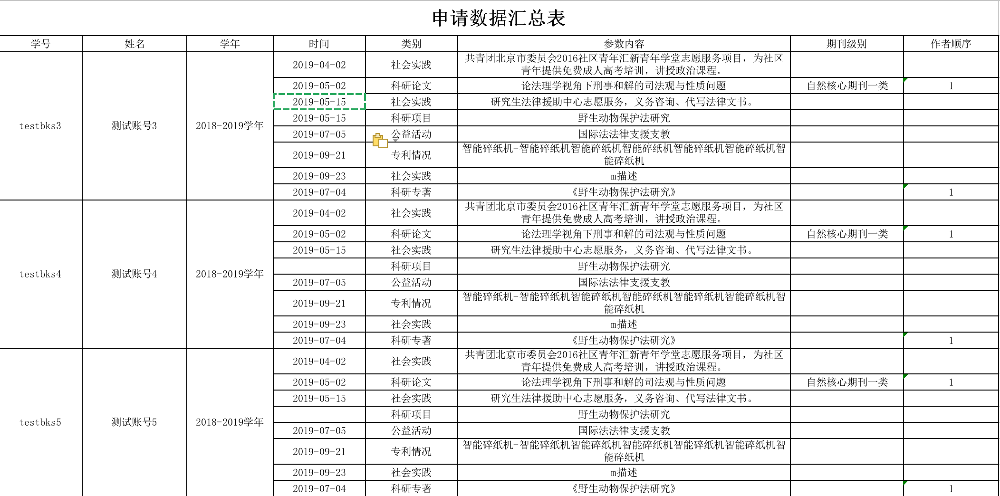 申请数据汇总表
学号 姓名 学年 时间 类别 参数内容 期刊级别 作者顺序
testbks3 测试账号3 2018-2019学年
2019-04-02 社会实践 共青团北京市委员会2016社区青年汇新青年学堂志愿服务项目，为社区
青年提供免费成人高考培训，讲授政治课程。
2019-05-02 科研论文 论法理学视角下刑事和解的司法观与性质问题 自然核心期刊一类 1
2019-05-15 社会实践 研究生法律援助中心志愿服务，义务咨询、代写法律文书。
2019-05-15 科研项目 野生动物保护法研究
2019-07-05 公益活动 国际法法律支援支教
2019-09-21 专利情况 智能碎纸机-智能碎纸机智能碎纸机智能碎纸机智能碎纸机智能碎纸机智
能碎纸机
2019-09-23 社会实践 m描述
2019-07-04 科研专著 《野生动物保护法研究》 1
testbks4 测试账号4 2018-2019学年
2019-04-02 社会实践 共青团北京市委员会2016社区青年汇新青年学堂志愿服务项目，为社区
青年提供免费成人高考培训，讲授政治课程。
2019-05-02 科研论文 论法理学视角下刑事和解的司法观与性质问题 自然核心期刊一类 1
2019-05-15 社会实践 研究生法律援助中心志愿服务，义务咨询、代写法律文书。
科研项目 野生动物保护法研究
2019-07-05 公益活动 国际法法律支援支教
2019-09-21 专利情况 智能碎纸机-智能碎纸机智能碎纸机智能碎纸机智能碎纸机智能碎纸机智
能碎纸机
2019-09-23 社会实践 m描述
2019-07-04 科研专著 《野生动物保护法研究》 1
testbks5 测试账号5 2018-2019学年
2019-04-02 社会实践 共青团北京市委员会2016社区青年汇新青年学堂志愿服务项目，为社区
青年提供免费成人高考培训，讲授政治课程。
2019-05-02 科研论文 论法理学视角下刑事和解的司法观与性质问题 自然核心期刊一类 1
2019-05-15 社会实践 研究生法律援助中心志愿服务，义务咨询、代写法律文书。
科研项目 野生动物保护法研究
2019-07-05 公益活动 国际法法律支援支教
2019-09-21 专利情况 智能碎纸机-智能碎纸机智能碎纸机智能碎纸机智能碎纸机智能碎纸机智
能碎纸机
2019-09-23 社会实践 m描述
2019-07-04 科研专著 《野生动物保护法研究》 1